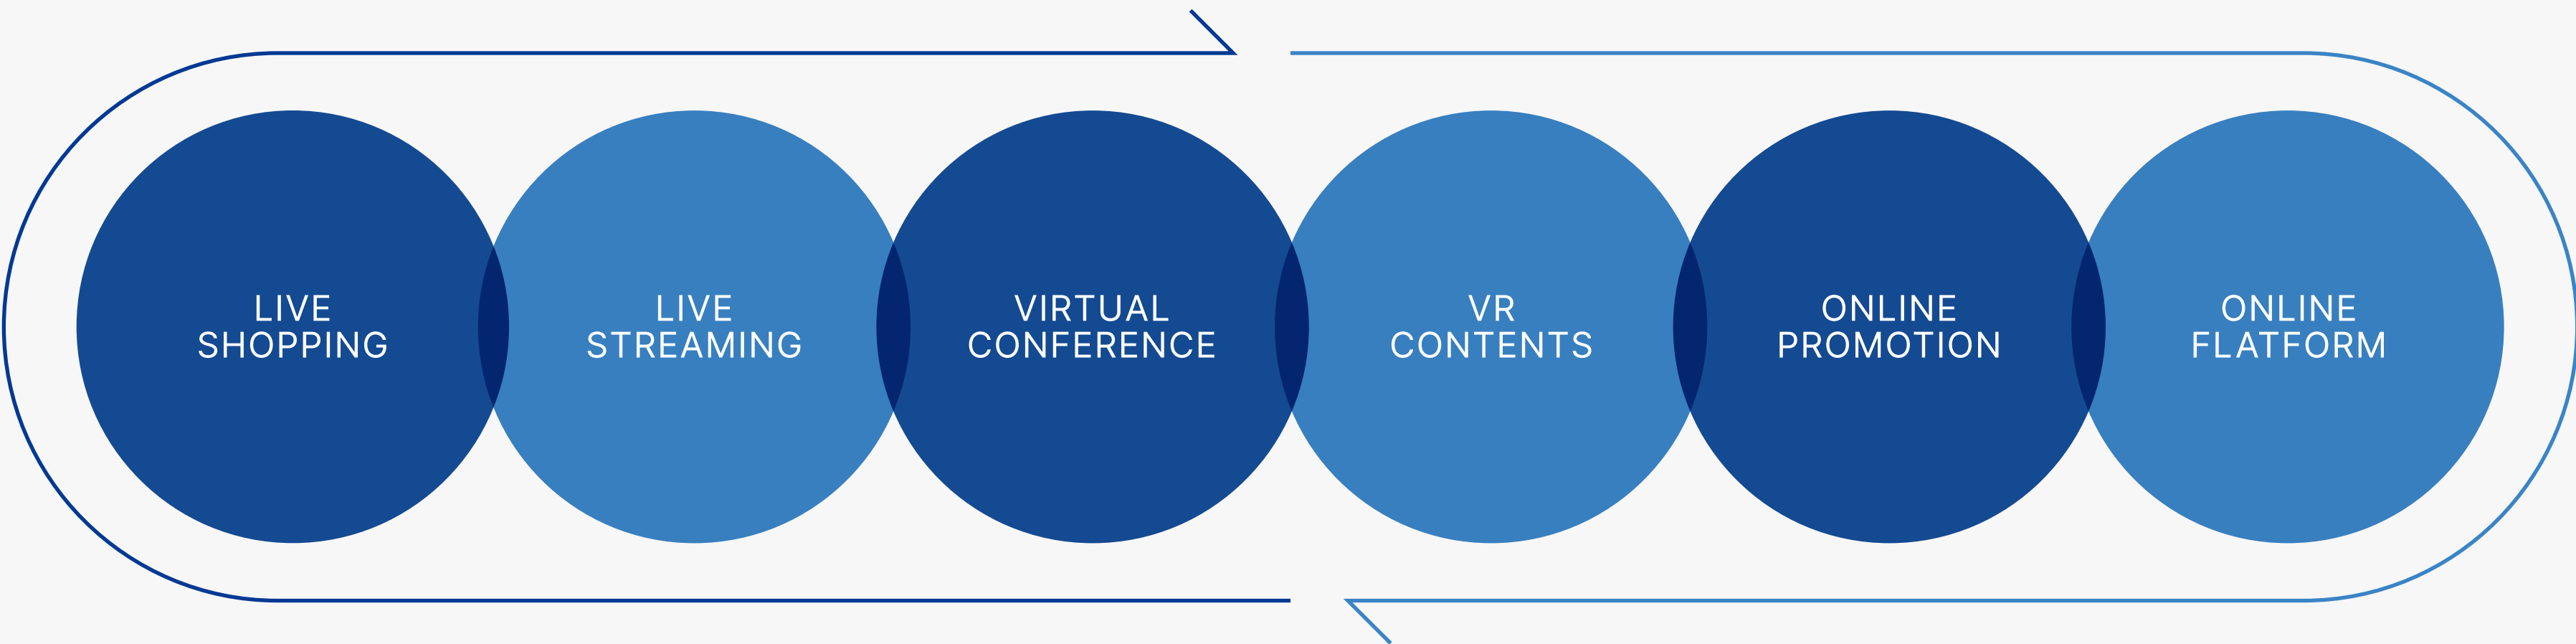 LIVE
SHOPPING
LIVE
STREAMING
VIRTUAL
CONFERENCE
VR
CONTENTS
ONLINE
PROMOTION
ONLINE
FLATFORM